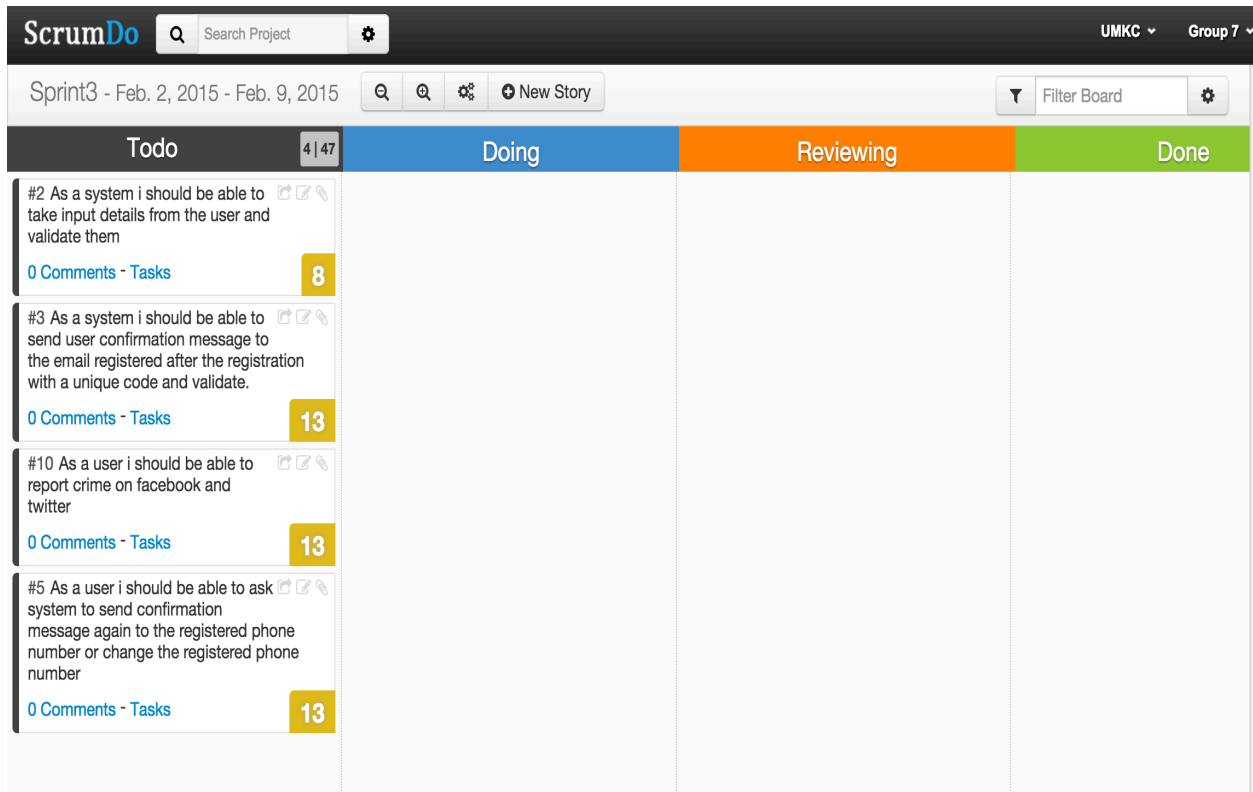 ScrumDo Search Project UMKC Group 7
Sprint3 - Feb. 2, 2015 - Feb. 9, 2015 New Story Filter Board
Todo 4|47 Doing Reviewing Done
#2 As a system i should be able to
take input details from the user and
validate them
0 Comments - Tasks 8
#3 As a system i should be able to
send user confirmation message to
the email registered after the registration
with a unique code and validate.
0 Comments - Tasks 13
#10 As a user i should be able to
report crime on facebook and
twitter
0 Comments - Tasks 13
#5 As a user i should be able to ask
system to send confirmation
message again to the registered phone
number or change the registered phone
number
0 Comments - Tasks 13